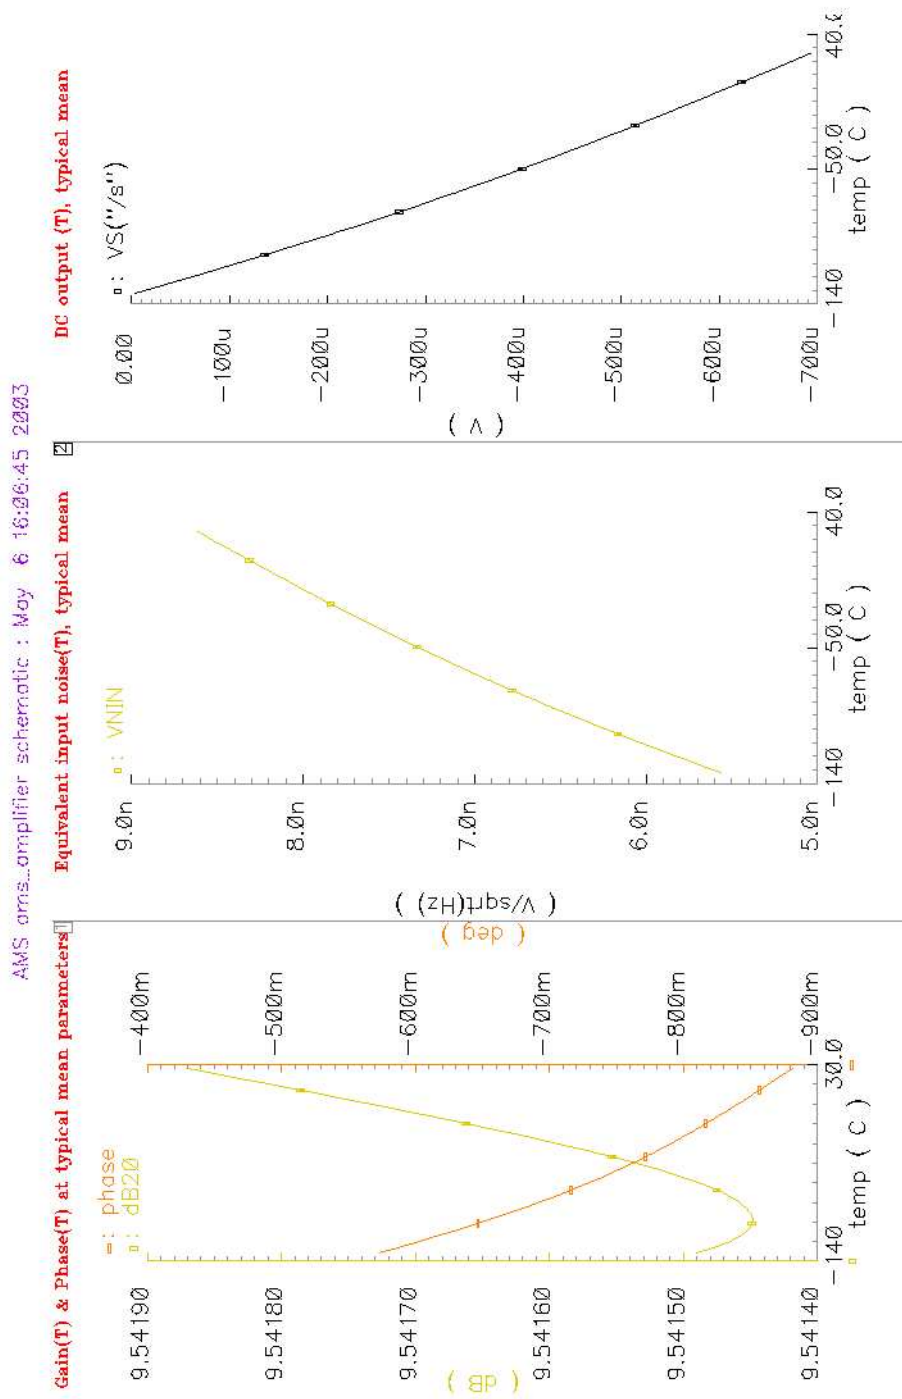 AMS ams_amplifier schematic : May 6 16:06:45 2003
Gain(T) & Phase(T) at typical mean parameters
1
: phase
: dB20
9.54190
9.54180
9.54170
9.54160
9.54150
9.54140
( dB )
-400m
-500m
-600m
-700m
-800m
-900m
( deg )
-140
30.0
temp ( C )
Equivalent input noise(T), typical mean
2
: VNIN
9.0n
8.0n
7.0n
6.0n
5.0n
( V/sqrt(Hz) )
-140
-50.0
40.0
temp ( C )
DC output (T), typical mean
: VS("/s")
0.00
-100u
-200u
-300u
-400u
-500u
-600u
-700u
( V )
-140
-50.0
temp ( C )